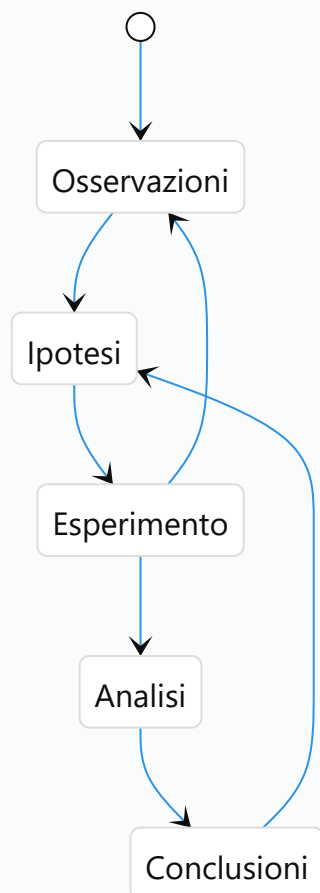 Osservazioni
Ipotesi
Esperimento
Analisi
Conclusioni